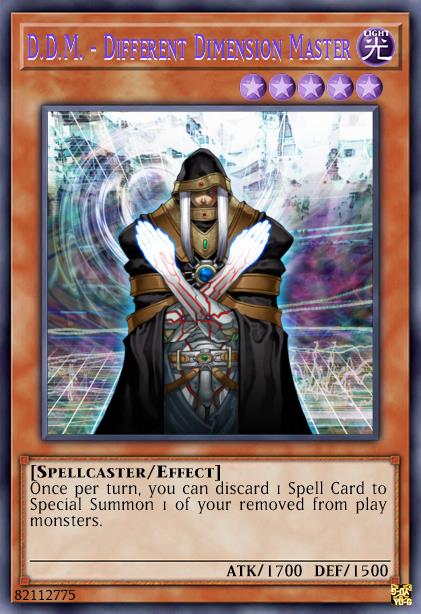 D.D.M. - Different Dimension Master
LIGHT
光
[Spellcaster/Effect]
Once per turn, you can discard 1 Spell Card to
Special Summon 1 of your removed from play
monsters.
ATK/1700 DEF/1500
82112775